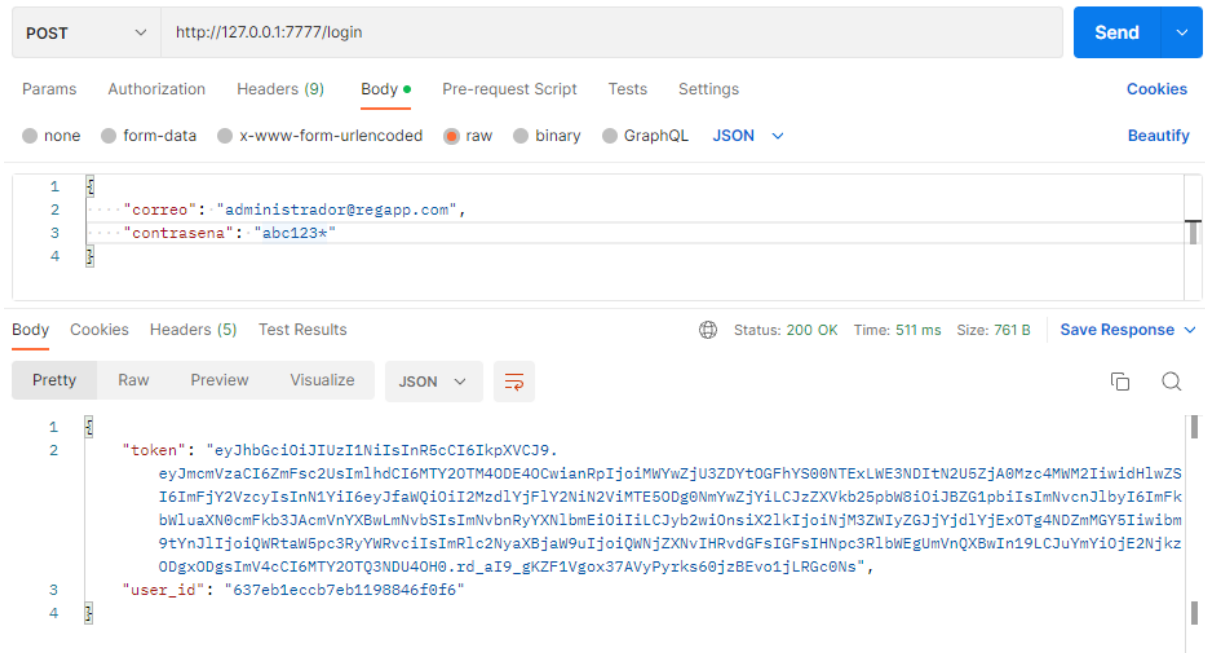 POST http://127.0.0.1:7777/login Send
Params Authorization Headers (9) Body Pre-request Script Tests Settings Cookies
none form-data x-www-form-urlencoded raw binary GraphQL JSON Beautify
1 {
2 "correo": "administrador@regapp.com",
3 "contrasena": "abc123*"
4 }
Body Cookies Headers (5) Test Results Status: 200 OK Time: 511 ms Size: 761 B Save Response
Pretty Raw Preview Visualize JSON
1 {
2 "token": "eyJhbGciOiJIUzI1NiIsInR5cCI6IkpXVCJ9.
eyJmcmVzaCI6ZmFsc2UsImlhdCI6MTY2OTM4ODE4OCwianRpIjoiMWYwZjU3ZDYtOGFhYS00NTExLWE3NDItN2U5ZjA0Mzc4MWM2IiwidHlwZS
I6ImFjY2VzcyIsInN1YiI6eyJfaWQiOiI2MzdlYjFlY2NiN2ViMTE5ODg0NmYwZjYiLCJzZXVkb25pbW8iOiJBZG1pbiIsImNvcnJlbyI6ImFk
bWluaXN0cmFkb3JAcmVnYXBwLmNvbSIsImNvbnRyYXNlbmEiOiIiLCJyb2wiOnsiX2lkIjoiNjM3ZWIyZGJjYjdlYjExOTg4NDZmMGY5Iiwibm
9tYnJlIjoiQWRtaW5pc3RyYWRvciIsImRlc2NyaXBjaW9uIjoiQWNjZXNvIHRvdGFsIGFsIHNpc3RlbWEgUmVnQXBwIn19LCJuYmYiOjE2Njkz
ODgxODgsImV4cCI6MTY2OTQ3NDU4OH0.rd_aI9_gKZF1Vgox37AVyPyrks60jzBEvo1jLRGc0Ns",
3 "user_id": "637eb1eccb7eb1198846f0f6"
4 }